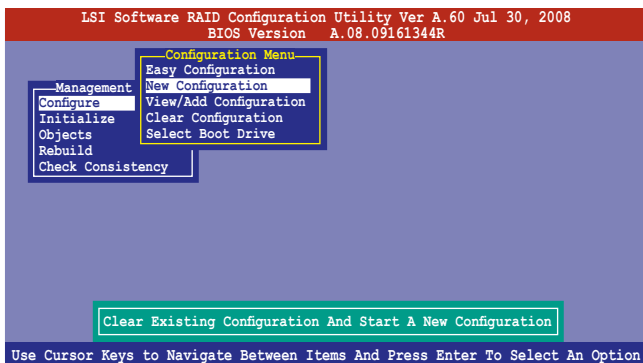 LSI Software RAID Configuration Utility Ver A.60 Jul 30, 2008
BIOS Version A.08.09161344R
Configuration Menu
Easy Configuration
New Configuration
View/Add Configuration
Clear Configuration
Select Boot Drive
Management
Configure
Initialize
Objects
Rebuild
Check Consistency
Clear Existing Configuration And Start A New Configuration
Use Cursor Keys to Navigate Between Items And Press Enter To Select An Option